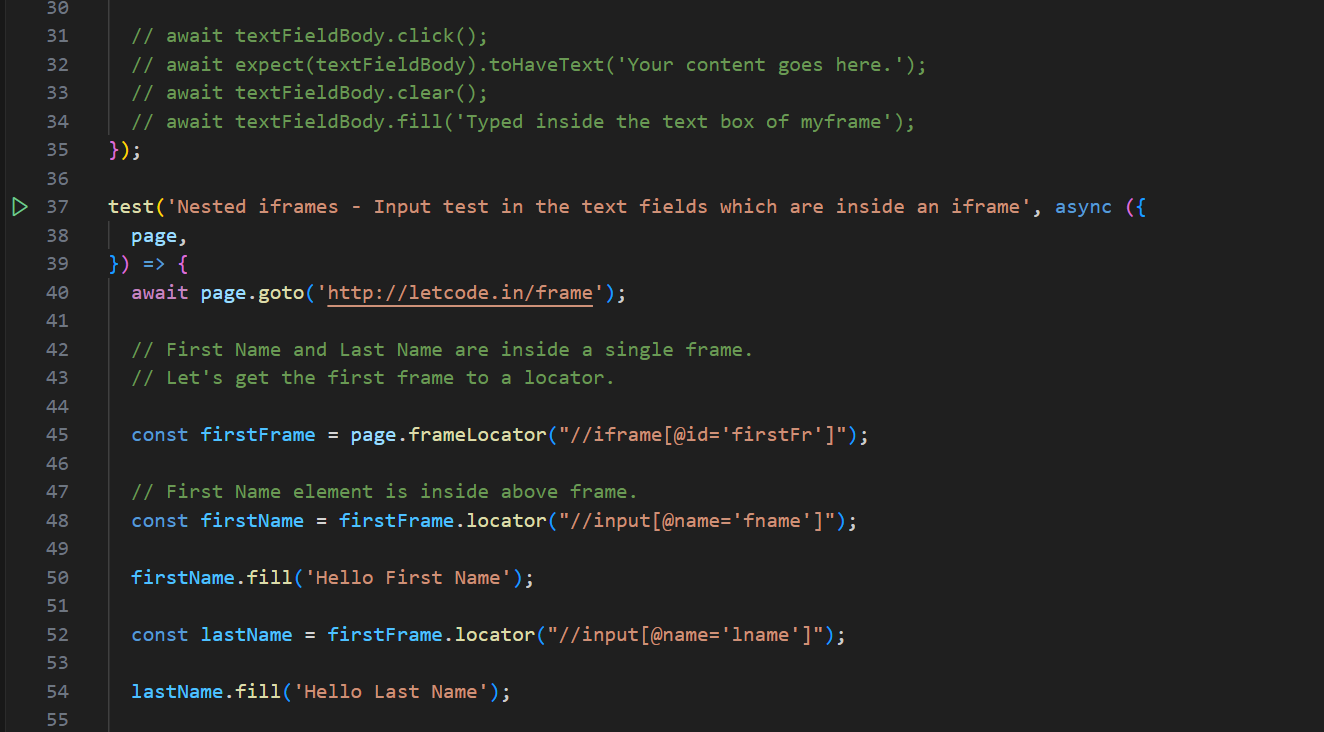 30
31 // await textFieldBody.click();
32 // await expect(textFieldBody).toHaveText('Your content goes here.');
33 // await textFieldBody.clear();
34 // await textFieldBody.fill('Typed inside the text box of myframe');
35 });
36
37 test('Nested iframes - Input test in the text fields which are inside an iframe', async ({
38 page,
39 }) => {
40 await page.goto('http://letcode.in/frame');
41
42 // First Name and Last Name are inside a single frame.
43 // Let's get the first frame to a locator.
44
45 const firstFrame = page.frameLocator("//iframe[@id='firstFr']");
46
47 // First Name element is inside above frame.
48 const firstName = firstFrame.locator("//input[@name='fname']");
49
50 firstName.fill('Hello First Name');
51
52 const lastName = firstFrame.locator("//input[@name='lname']");
53
54 lastName.fill('Hello Last Name');
55